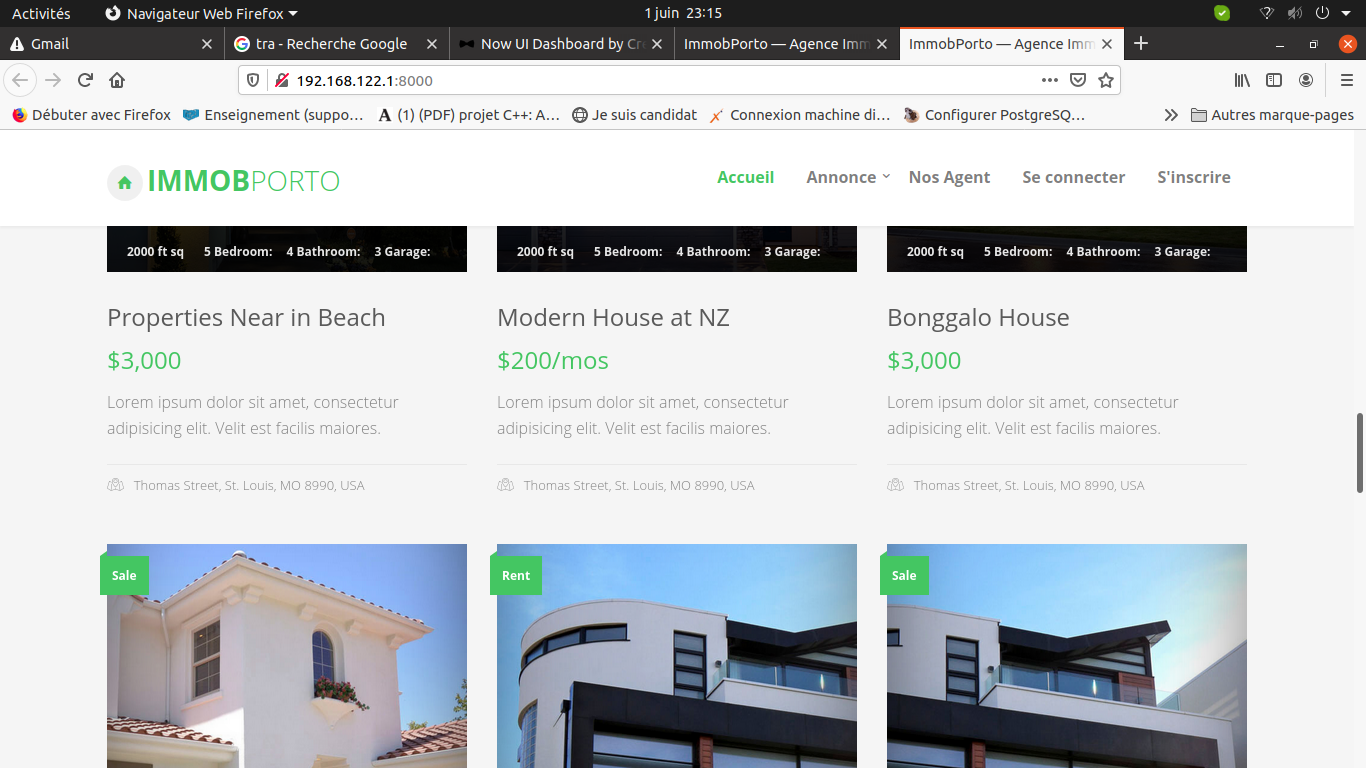 Activités Navigateur Web Firefox 1 juin 23:15
Gmail tra - Recherche Google Now UI Dashboard by Cre ImmobPorto — Agence Imm ImmobPorto — Agence Imm
192.168.122.1:8000
Débuter avec Firefox Enseignement (suppo… (1) (PDF) projet C++: A… Je suis candidat Connexion machine di… Configurer PostgreSQ… Autres marque-pages
IMMOBPORTO Accueil Annonce Nos Agent Se connecter S'inscrire
2000 ft sq 5 Bedroom: 4 Bathroom: 3 Garage: 2000 ft sq 5 Bedroom: 4 Bathroom: 3 Garage: 2000 ft sq 5 Bedroom: 4 Bathroom: 3 Garage:
Properties Near in Beach Modern House at NZ Bonggalo House
$3,000 $200/mos $3,000
Lorem ipsum dolor sit amet, consectetur Lorem ipsum dolor sit amet, consectetur Lorem ipsum dolor sit amet, consectetur
adipisicing elit. Velit est facilis maiores. adipisicing elit. Velit est facilis maiores. adipisicing elit. Velit est facilis maiores.
Thomas Street, St. Louis, MO 8990, USA Thomas Street, St. Louis, MO 8990, USA Thomas Street, St. Louis, MO 8990, USA
Sale Rent Sale